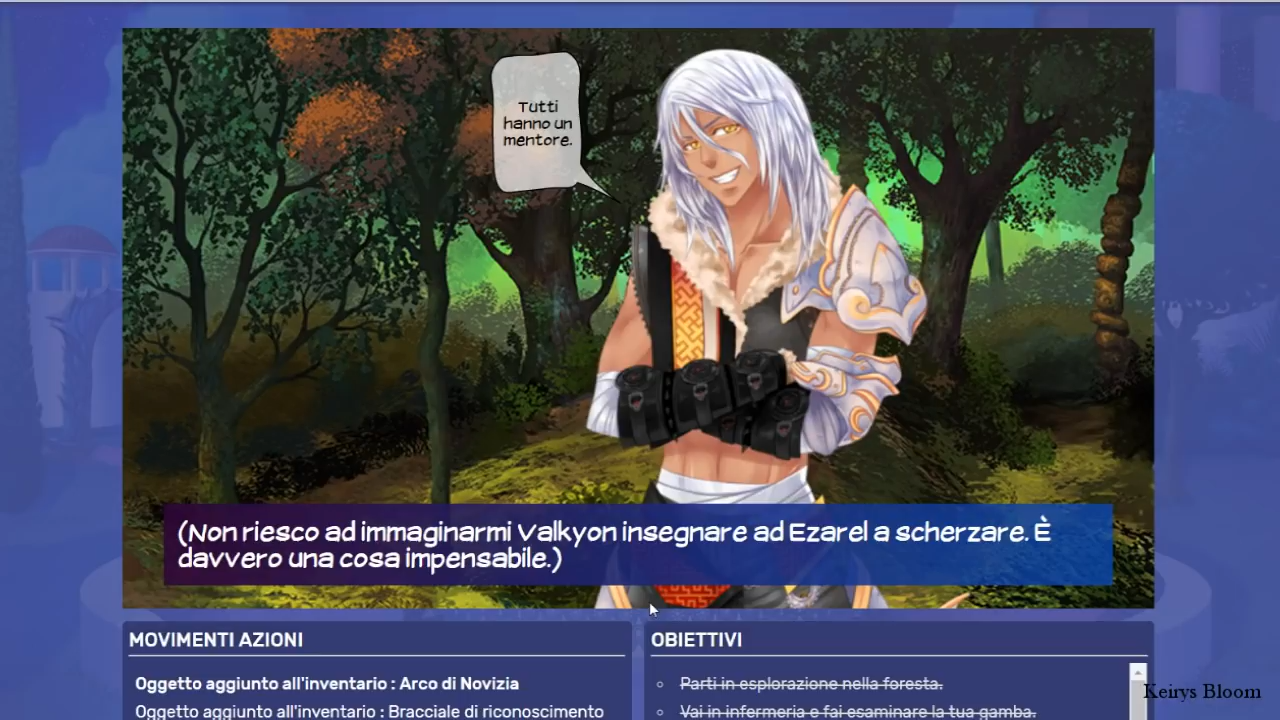 Tutti
hanno un
mentore.
(Non riesco ad immaginarmi Valkyon insegnare ad Ezarel a scherzare. È
davvero una cosa impensabile.)
MOVIMENTI AZIONI
Oggetto aggiunto all'inventario : Arco di Novizia
Oggetto aggiunto all'inventario : Bracciale di riconoscimento
OBIETTIVI
Parti in esplorazione nella foresta.
Vai in infermeria e fai esaminare la tua gamba.
Keirys Bloom